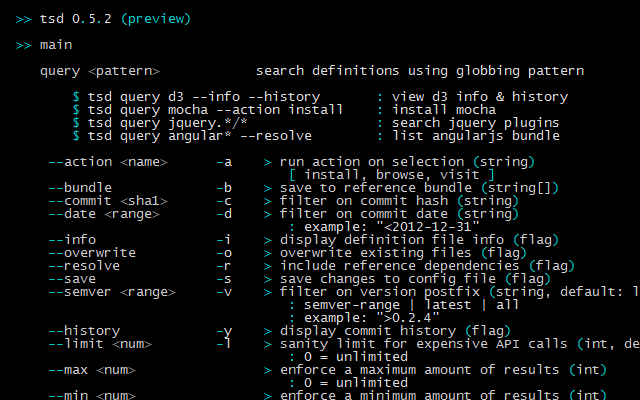 >> tsd 0.5.2 (preview)
>> main
query <pattern> search definitions using globbing pattern
$ tsd query d3 --info --history : view d3 info & history
$ tsd query mocha --action install : install mocha
$ tsd query jquery.*/* : search jquery plugins
$ tsd query angular* --resolve : list angularjs bundle
--action <name> -a > run action on selection (string)
[ install, browse, visit ]
--bundle -b > save to reference bundle (string[])
--commit <sha1> -c > filter on commit hash (string)
--date <range> -d > filter on commit date (string)
: example: "<2012-12-31"
--info -i > display definition file info (flag)
--overwrite -o > overwrite existing files (flag)
--resolve -r > include reference dependencies (flag)
--save -s > save changes to config file (flag)
--semver <range> -v > filter on version postfix (string, default: l
: semver-range | latest | all
: example: ">0.2.4"
--history -y > display commit history (flag)
--limit <num> -l > sanity limit for expensive API calls (int, de
: 0 = unlimited
--max <num> > enforce a maximum amount of results (int)
: 0 = unlimited
--min <num> > enforce a minimum amount of results (int)